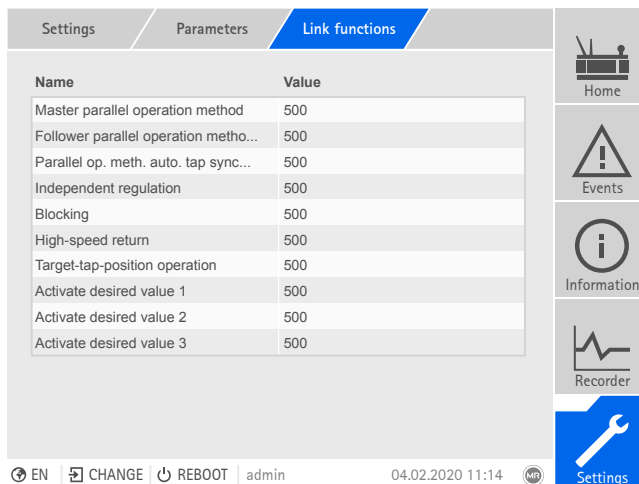 Settings Parameters Link functions
Name Value
Master parallel operation method 500
Follower parallel operation metho... 500
Parallel op. meth. auto. tap sync... 500
Independent regulation 500
Blocking 500
High-speed return 500
Target-tap-position operation 500
Activate desired value 1 500
Activate desired value 2 500
Activate desired value 3 500
Home
Events
Information
Recorder
Settings
EN CHANGE REBOOT admin 04.02.2020 11:14 MR